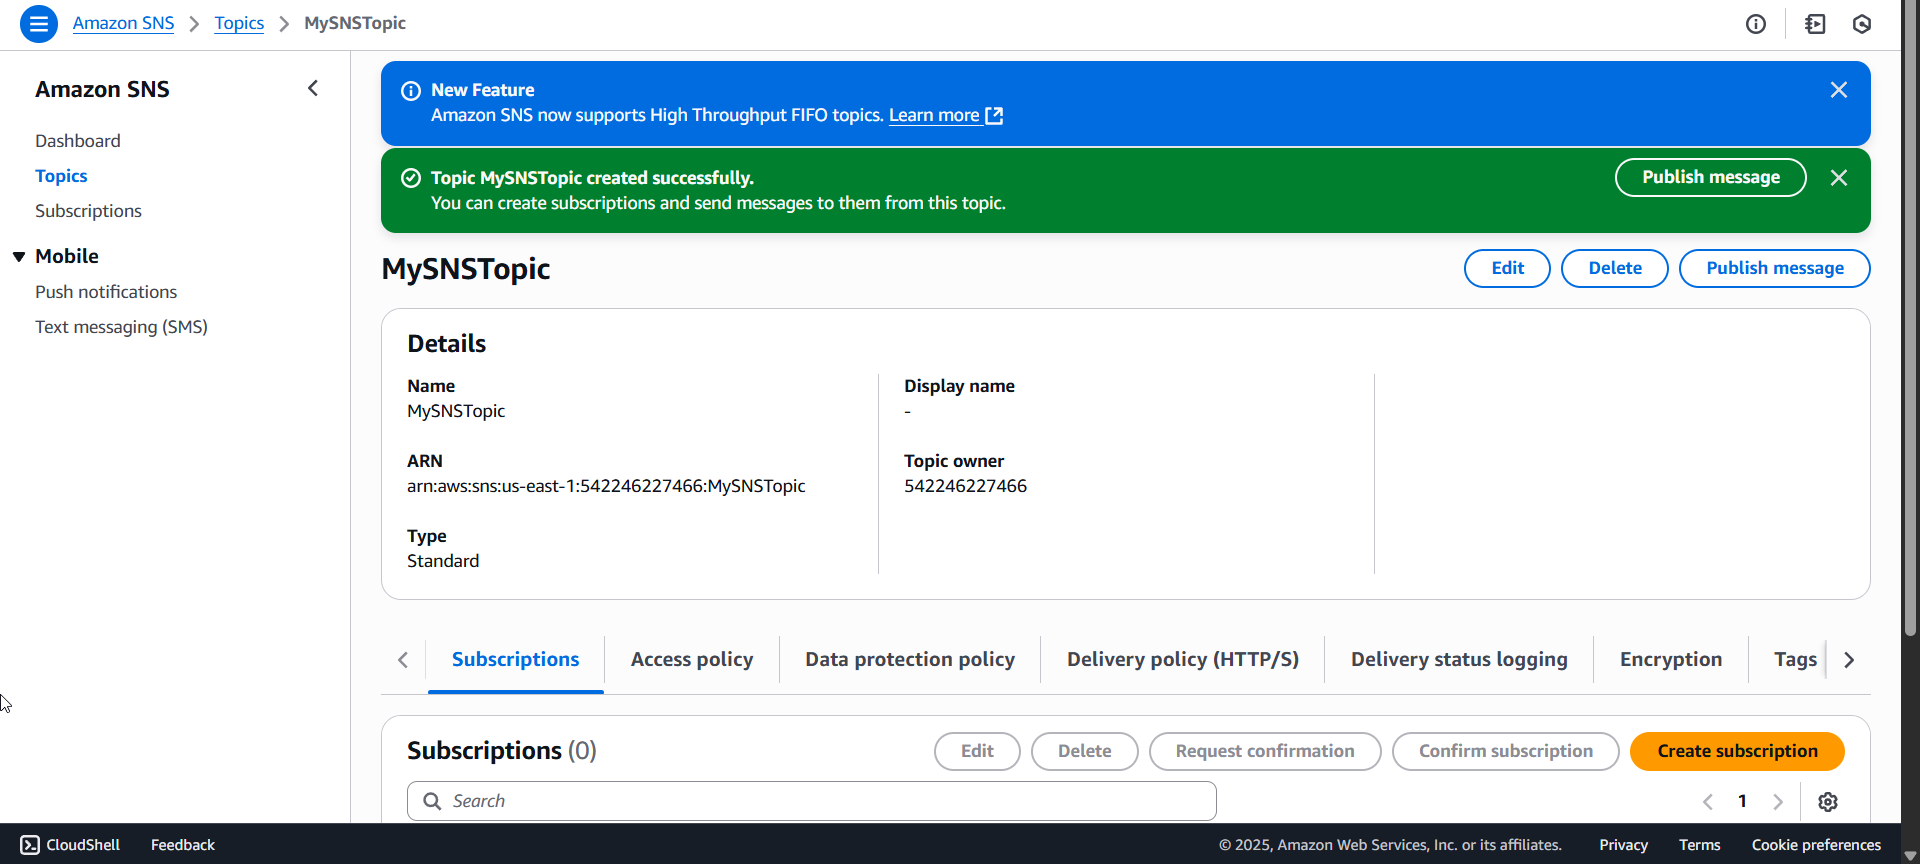 Amazon SNS > Topics > MySNSTopic
Amazon SNS
Dashboard
Topics
Subscriptions
Mobile
Push notifications
Text messaging (SMS)
New Feature
Amazon SNS now supports High Throughput FIFO topics. Learn more
Topic MySNSTopic created successfully.
You can create subscriptions and send messages to them from this topic.
Publish message
MySNSTopic
Edit
Delete
Publish message
Details
Name
MySNSTopic
ARN
arn:aws:sns:us-east-1:542246227466:MySNSTopic
Type
Standard
Display name
-
Topic owner
542246227466
Subscriptions
Access policy
Data protection policy
Delivery policy (HTTP/S)
Delivery status logging
Encryption
Tags
Subscriptions (0)
Edit
Delete
Request confirmation
Confirm subscription
Create subscription
Search
1
CloudShell
Feedback
© 2025, Amazon Web Services, Inc. or its affiliates.
Privacy
Terms
Cookie preferences